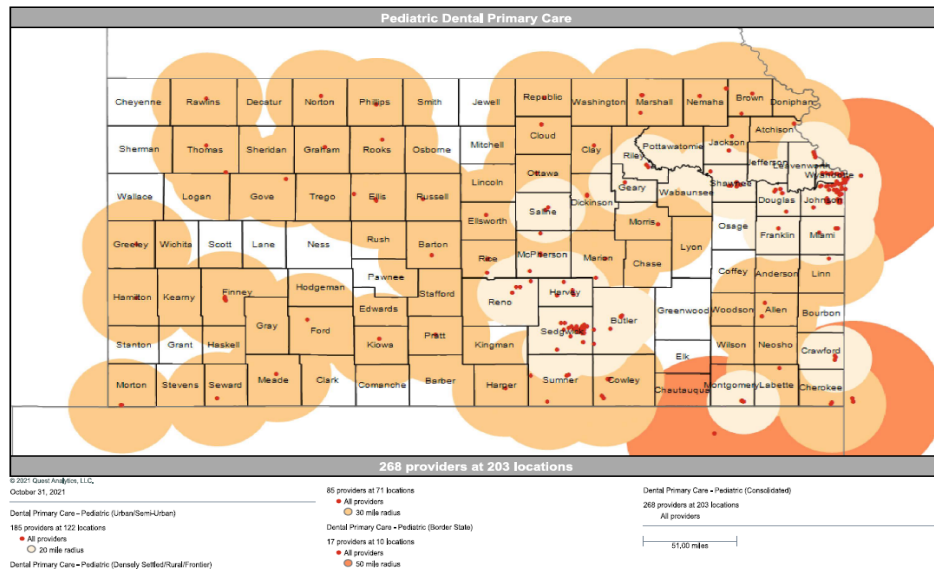 Pediatric Dental Primary Care
Cheyenne Rawlins Decatur Norton Phillips Smith Jewell Republic Washington Marshall Nemaha Brown Doniphan
Sherman Thomas Sheridan Graham Rooks Osborne Mitchell Cloud Clay Riley Pottawatomie Jackson Atchison
Jefferson Leavenworth
Wallace Logan Gove Trego Ellis Russell Lincoln Ottawa Saline Dickinson Geary Wabaunsee Shawnee Douglas Wyandotte Johnson
Greeley Wichita Scott Lane Ness Rush Barton Ellsworth Rice McPherson Marion Morris Chase Lyon Osage Franklin Miami
Hamilton Kearny Finney Hodgeman Pawnee Edwards Stafford Reno Harvey Butler Greenwood Coffey Anderson Linn
Woodson Allen Bourbon
Stanton Grant Haskell Gray Ford Kiowa Pratt Kingman Sedgwick Elk Wilson Neosho Crawford
Morton Stevens Seward Meade Clark Comanche Barber Harper Sumner Cowley Chautauqua Montgomery Labette Cherokee
268 providers at 203 locations
© 2021 Quest Analytics, LLC.
October 31, 2021
Dental Primary Care - Pediatric (Urban/Semi-Urban)
185 providers at 122 locations
All providers
20 mile radius
Dental Primary Care - Pediatric (Densely Settled/Rural/Frontier)
85 providers at 71 locations
All providers
30 mile radius
Dental Primary Care - Pediatric (Border State)
17 providers at 10 locations
All providers
50 mile radius
Dental Primary Care - Pediatric (Consolidated)
268 providers at 203 locations
All providers
51.00 miles